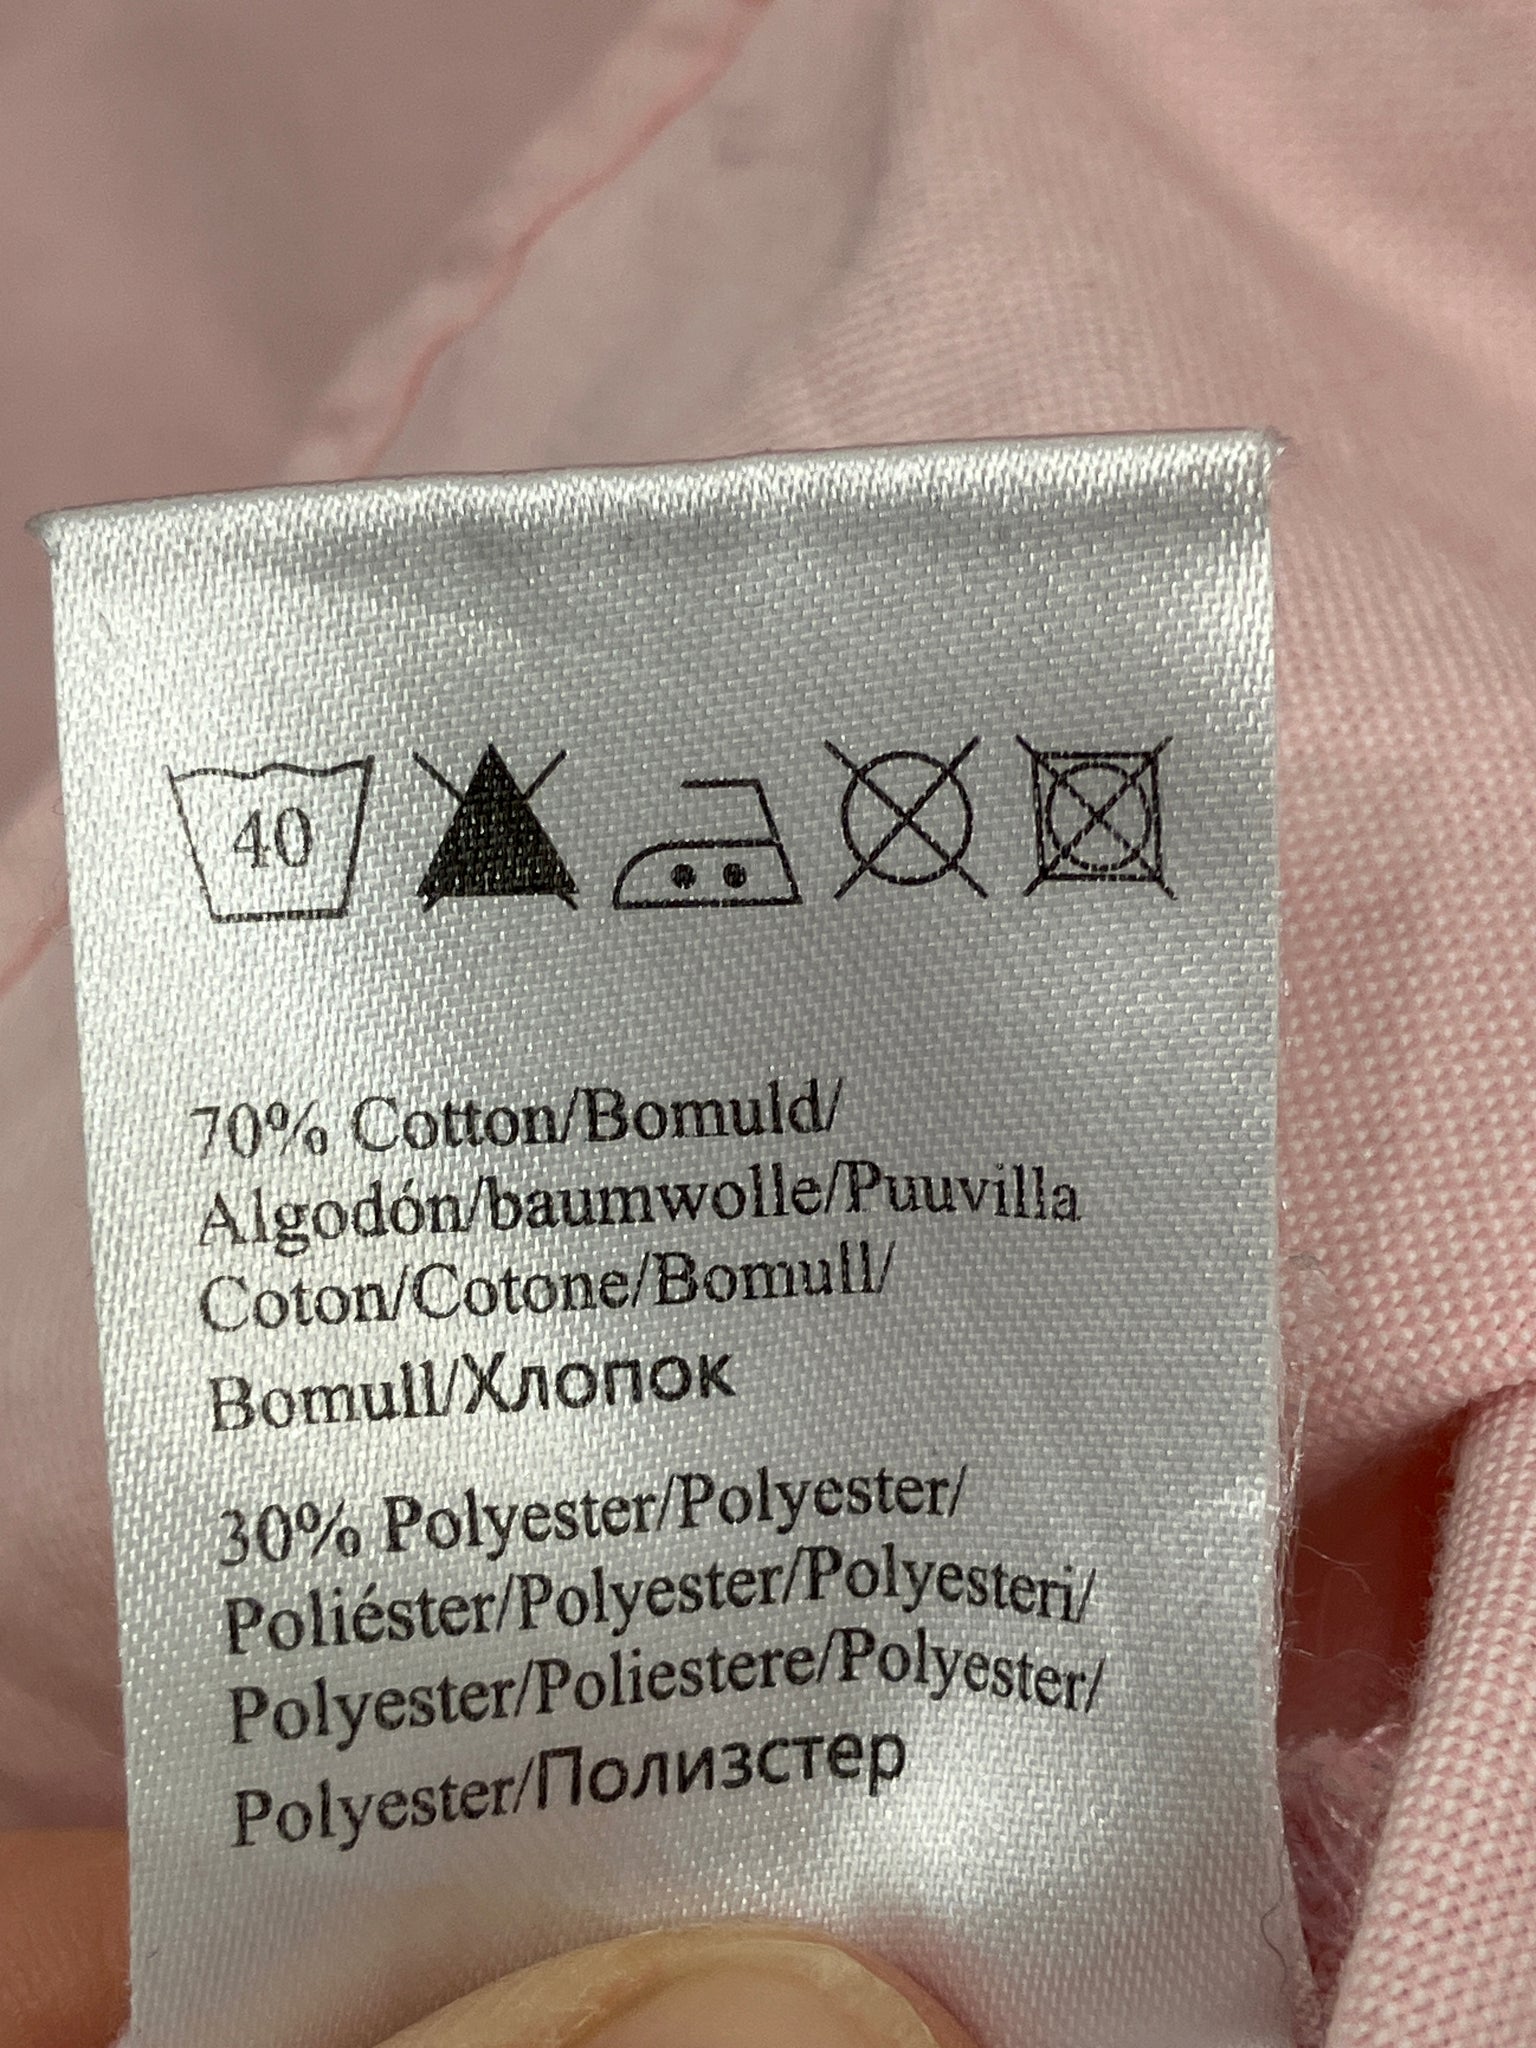 40
70% Cotton/Bomuld/
Algodón/baumwolle/Puuvilla
Coton/Cotone/Bomull/
Bomull/Хлопок
30% Polyester/Polyester/
Poliéster/Polyester/Polyesteri/
Polyester/Poliestere/Polyester/
Polyester/Полизстер